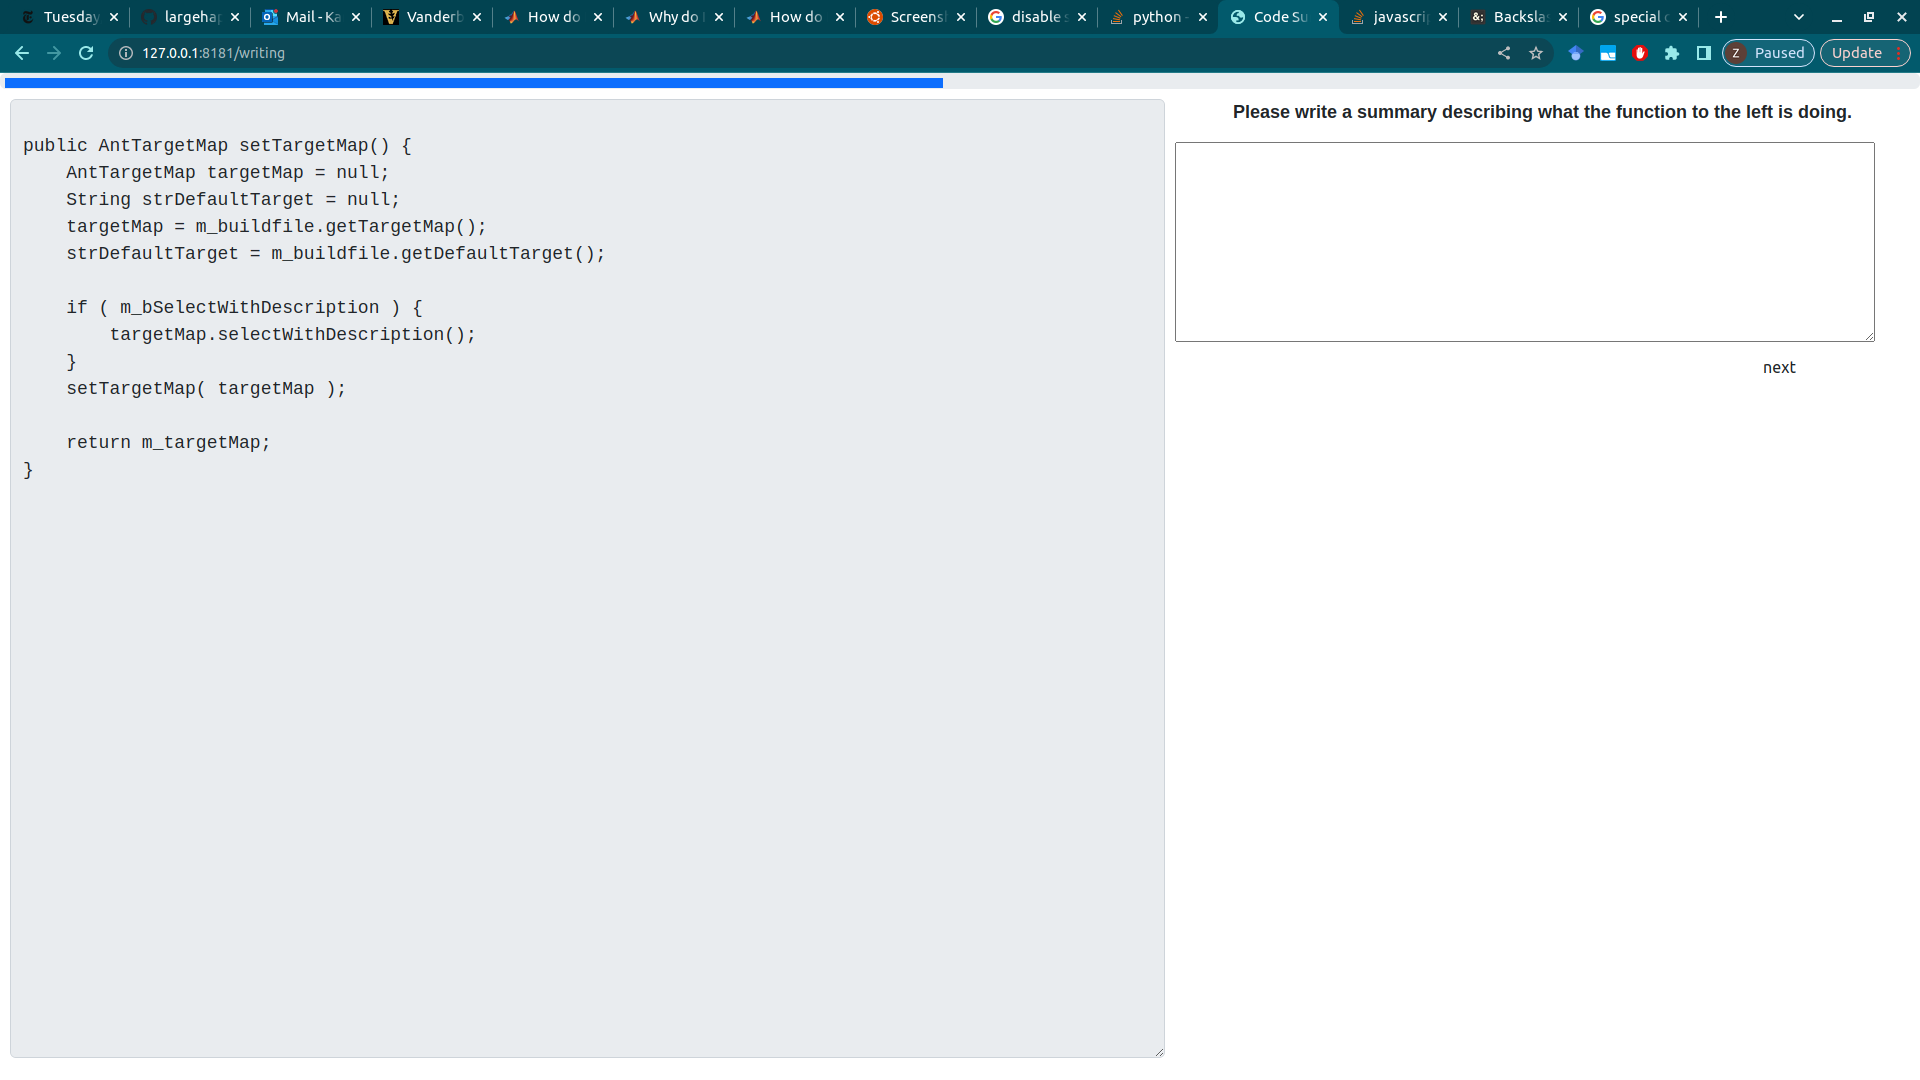 Tuesday
largehap
Mail - Ka
Vanderb
How do
Why do
How do
Screens
disable s
python -
Code Su
javascrip
Backslas
special c
127.0.0.1:8181/writing
Z Paused
Update
public AntTargetMap setTargetMap() {
AntTargetMap targetMap = null;
String strDefaultTarget = null;
targetMap = m_buildfile.getTargetMap();
strDefaultTarget = m_buildfile.getDefaultTarget();
if ( m_bSelectWithDescription ) {
targetMap.selectWithDescription();
}
setTargetMap( targetMap );
return m_targetMap;
}
Please write a summary describing what the function to the left is doing.
next